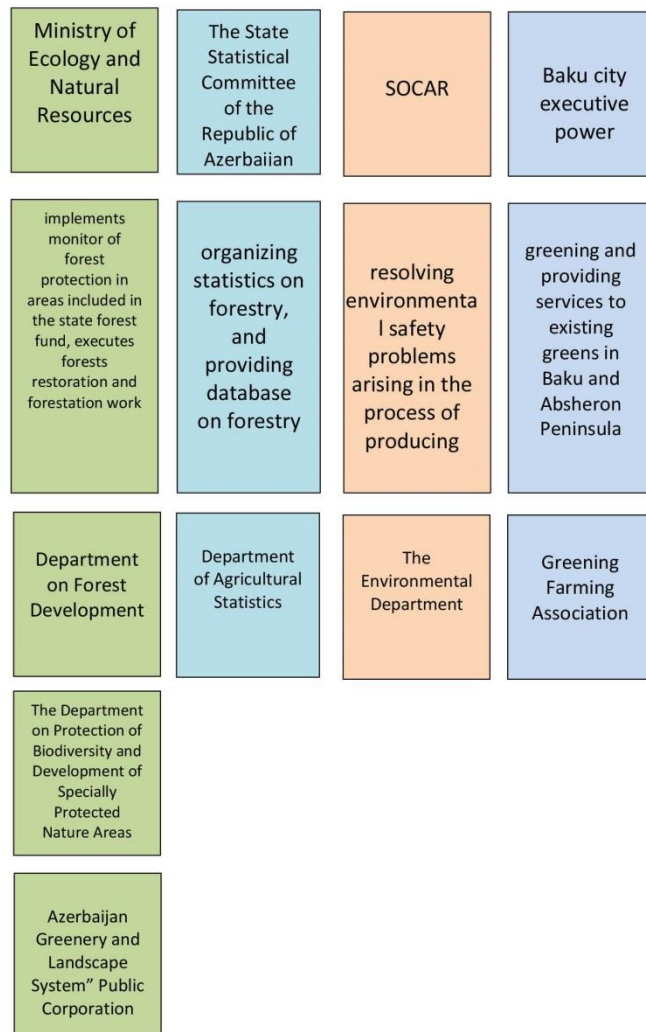 Ministry of
Ecology and
Natural
Resources
The State
Statistical
Committee
of the
Republic of
Azerbaiian
SOCAR
Baku city
executive
power
implements
monitor of
forest
protection in
areas included in
the state forest
fund, executes
forests
restoration and
forestation work
organizing
statistics on
forestry,
and
providing
database
on forestry
resolving
environmenta
l safety
problems
arising in the
process of
producing
greening and
providing
services to
existing
greens in
Baku and
Absheron
Peninsula
Department
on Forest
Development
Department
of Agricultural
Statistics
The
Environmental
Department
Greening
Farming
Association
The Department
on Protection of
Biodiversity and
Development of
Specially
Protected
Nature Areas
Azerbaijan
Greenery and
Landscape
System” Public
Corporation